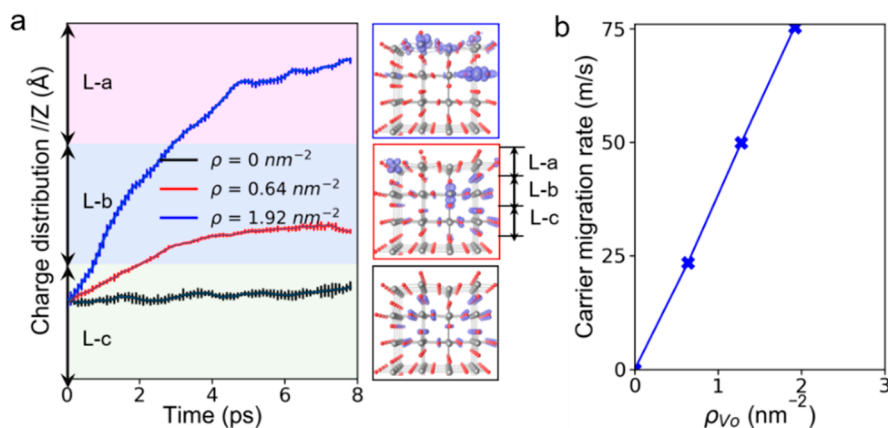 a
Charge distribution //Z (Å)
L-a
L-b
L-c
ρ = 0 nm⁻²
ρ = 0.64 nm⁻²
ρ = 1.92 nm⁻²
0
2
4
6
8
Time (ps)
L-a
L-b
L-c
b
Carrier migration rate (m/s)
75
50
25
0
0
1
2
3
ρVo (nm⁻²)